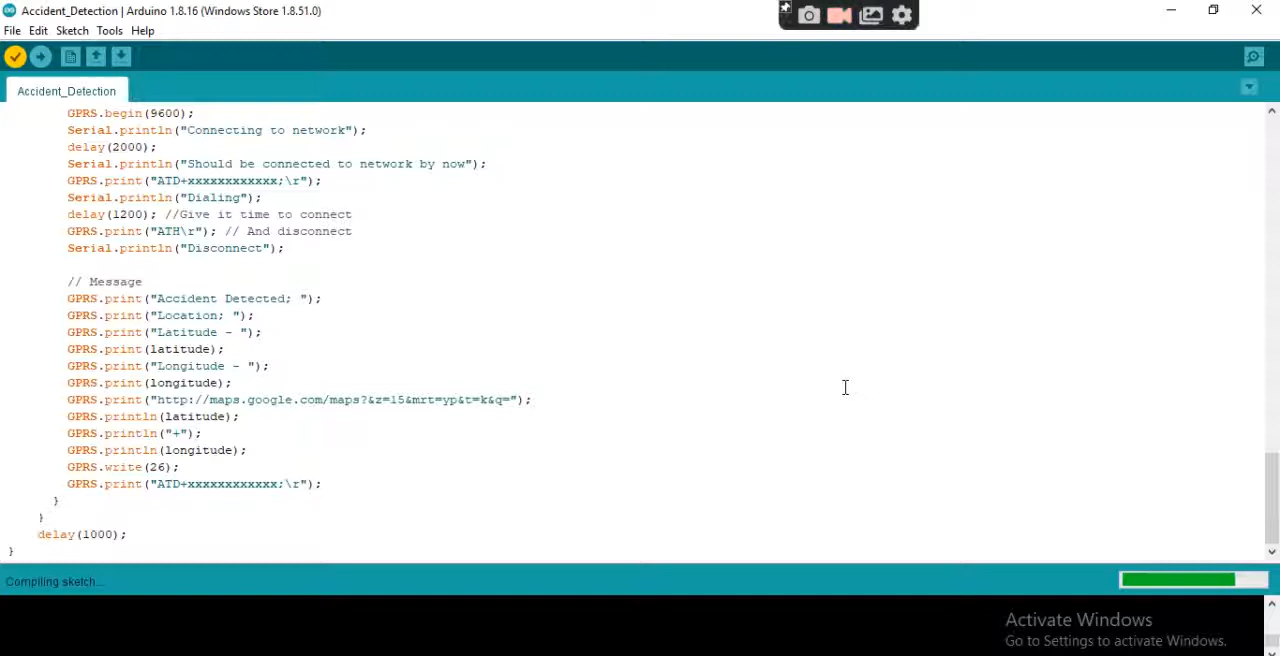 Accident_Detection | Arduino 1.8.16 (Windows Store 1.8.51.0)
File Edit Sketch Tools Help
Accident_Detection
GPRS.begin(9600);
Serial.println("Connecting to network");
delay(2000);
Serial.println("Should be connected to network by now");
GPRS.print("ATD+xxxxxxxxxxxx;\r");
Serial.println("Dialing");
delay(1200); //Give it time to connect
GPRS.print("ATH\r"); // And disconnect
Serial.println("Disconnect");
// Message
GPRS.print("Accident Detected; ");
GPRS.print("Location; ");
GPRS.print("Latitude - ");
GPRS.print(latitude);
GPRS.print("Longitude - ");
GPRS.print(longitude);
GPRS.print("http://maps.google.com/maps?&z=15&mrt=yp&t=k&q=");
GPRS.println(latitude);
GPRS.println("+");
GPRS.println(longitude);
GPRS.write(26);
GPRS.print("ATD+xxxxxxxxxxxx;\r");
}
}
delay(1000);
}
Compiling sketch...
Activate Windows
Go to Settings to activate Windows.